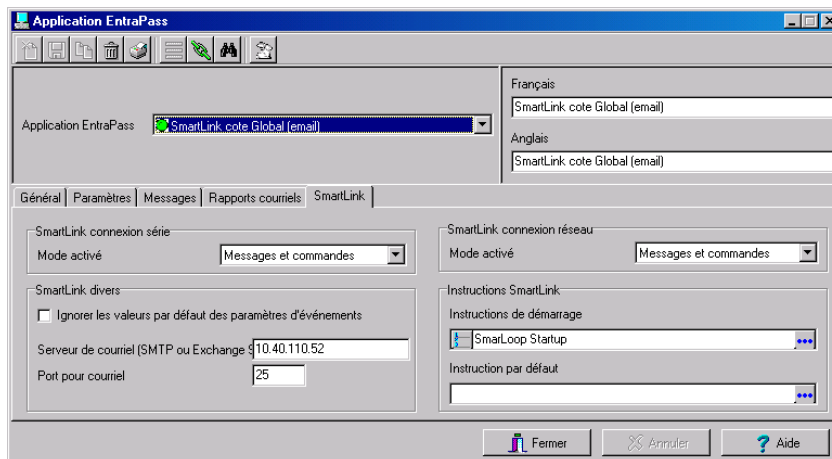 Application EntraPass
Français
SmartLink cote Global (email)
Application EntraPass
SmartLink cote Global (email)
Anglais
SmartLink cote Global (email)
Général
Paramètres
Messages
Rapports courriels
SmartLink
SmartLink connexion série
Mode activé
Messages et commandes
SmartLink connexion réseau
Mode activé
Messages et commandes
SmartLink divers
Ignorer les valeurs par défaut des paramètres d'événements
Serveur de courriel (SMTP ou Exchange S
10.40.110.52
Port pour courriel
25
Instructions SmartLink
Instructions de démarrage
SmarLoop Startup
Instruction par défaut
Fermer
Annuler
Aide